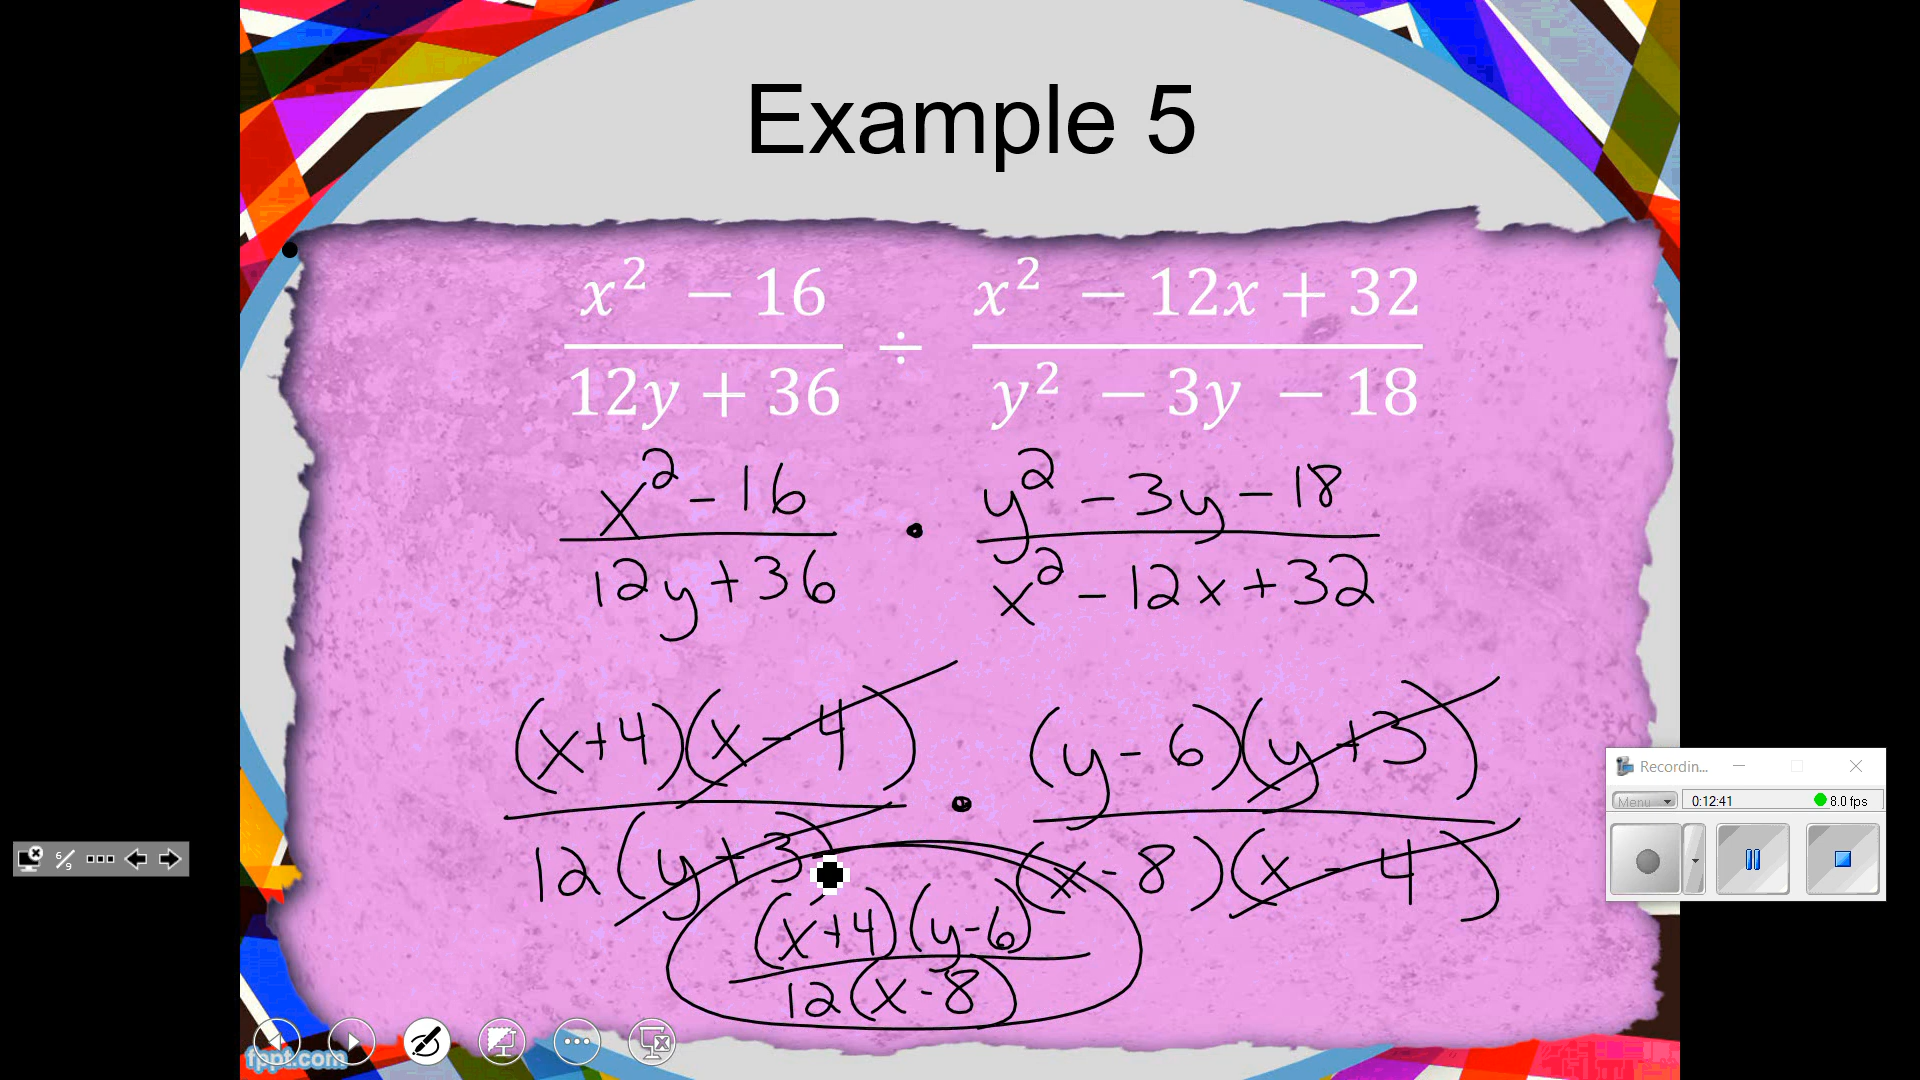 Example 5
x² − 16 / 12y + 36 ÷ x² − 12x + 32 / y² − 3y − 18
x² − 16 / 12y + 36 • y² − 3y − 18 / x² − 12x + 32
(x+4)(x − 4) / 12(y+3) • (y − 6)(y+3) / (x − 8)(x − 4)
(x+4)(y−6) / 12(x−8)
Recordin...
Menu 0:12:41 8.0 fps
6/9
fppt.com